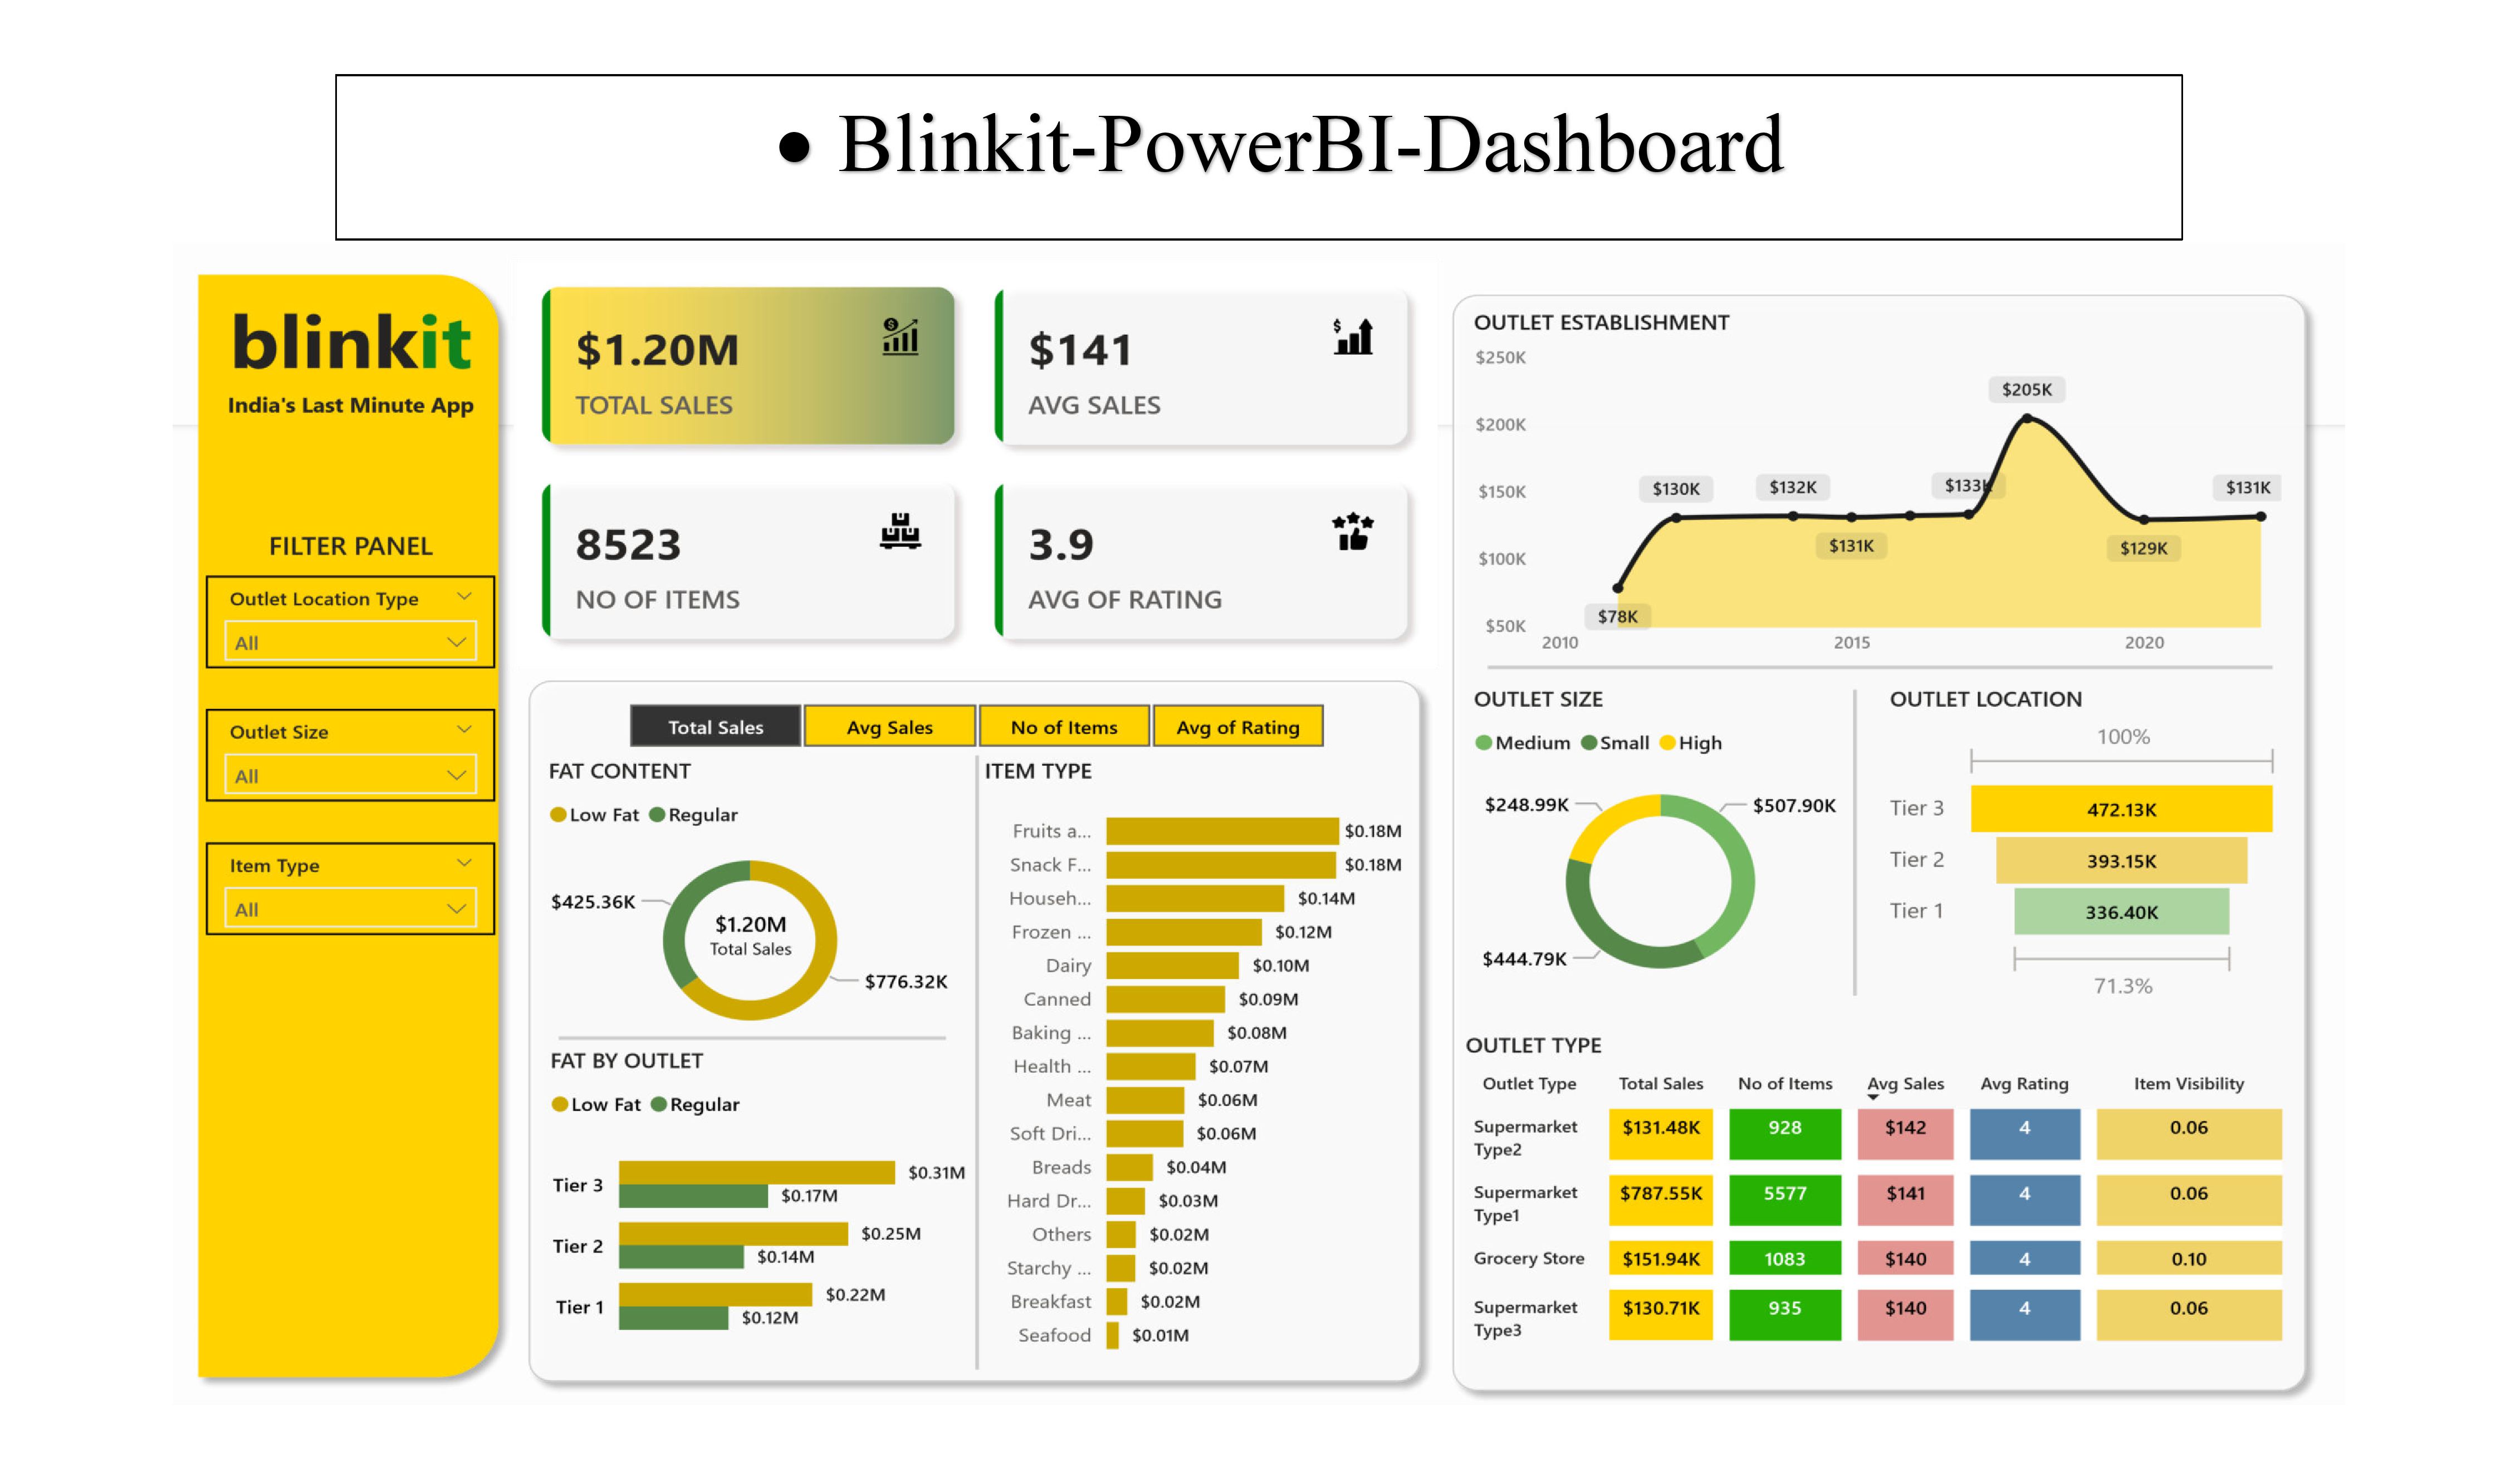 • Blinkit-PowerBI-Dashboard
blinkit
India's Last Minute App
FILTER PANEL
Outlet Location Type
All
Outlet Size
All
Item Type
All
$1.20M
TOTAL SALES
$141
AVG SALES
8523
NO OF ITEMS
3.9
AVG OF RATING
Total Sales Avg Sales No of Items Avg of Rating
FAT CONTENT
Low Fat Regular
$425.36K
$1.20M
Total Sales
$776.32K
FAT BY OUTLET
Low Fat Regular
Tier 3 $0.31M
$0.17M
Tier 2 $0.25M
$0.14M
Tier 1 $0.22M
$0.12M
ITEM TYPE
Fruits a... $0.18M
Snack F... $0.18M
Househ... $0.14M
Frozen ... $0.12M
Dairy $0.10M
Canned $0.09M
Baking ... $0.08M
Health ... $0.07M
Meat $0.06M
Soft Dri... $0.06M
Breads $0.04M
Hard Dr... $0.03M
Others $0.02M
Starchy ... $0.02M
Breakfast $0.02M
Seafood $0.01M
OUTLET ESTABLISHMENT
$250K
$205K
$200K
$150K $130K $132K $133K $131K
$131K $129K
$100K
$78K
$50K
2010 2015 2020
OUTLET SIZE
Medium Small High
$248.99K $507.90K
$444.79K
OUTLET LOCATION
100%
Tier 3 472.13K
Tier 2 393.15K
Tier 1 336.40K
71.3%
OUTLET TYPE
Outlet Type Total Sales No of Items Avg Sales Avg Rating Item Visibility
Supermarket $131.48K 928 $142 4 0.06
Type2
Supermarket $787.55K 5577 $141 4 0.06
Type1
Grocery Store $151.94K 1083 $140 4 0.10
Supermarket $130.71K 935 $140 4 0.06
Type3